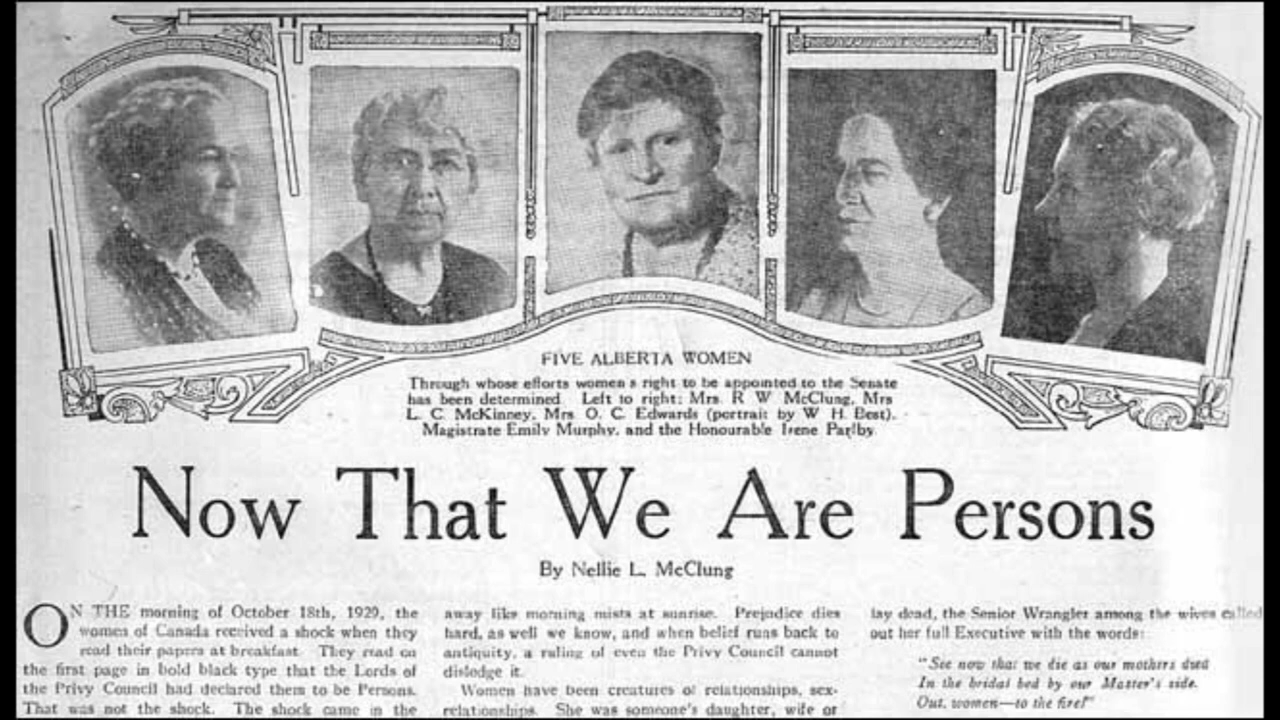 FIVE ALBERTA WOMEN
Through whose efforts women s right to be appointed to the Senate
has been determined. Left to right: Mrs. R W McClung, Mrs
L. C. McKinney, Mrs. O. C. Edwards (portrait by W. H. Best).
Magistrate Emily Murphy, and the Honourable Irene Parlby.
Now That We Are Persons
By Nellie L. McClung
ON THE morning of October 18th, 1929, the
women of Canada received a shock when they
read their papers at breakfast. They read on
the first page in bold black type that the Lords of
the Privy Council had declared them to be Persons.
That was not the shock. The shock came in the
away like morning mists at sunrise. Prejudice dies
hard, as well we know, and when belief runs back to
antiquity, a ruling of even the Privy Council cannot
dislodge it.
Women have been creatures of relationships, sex-
relationships. She was someone's daughter, wife or
lay dead, the Senior Wrangler among the wives called
out her full Executive with the words:
"See now that we die as our mothers died
In the bridal bed by our Master's side.
Out, women—to the fire!"